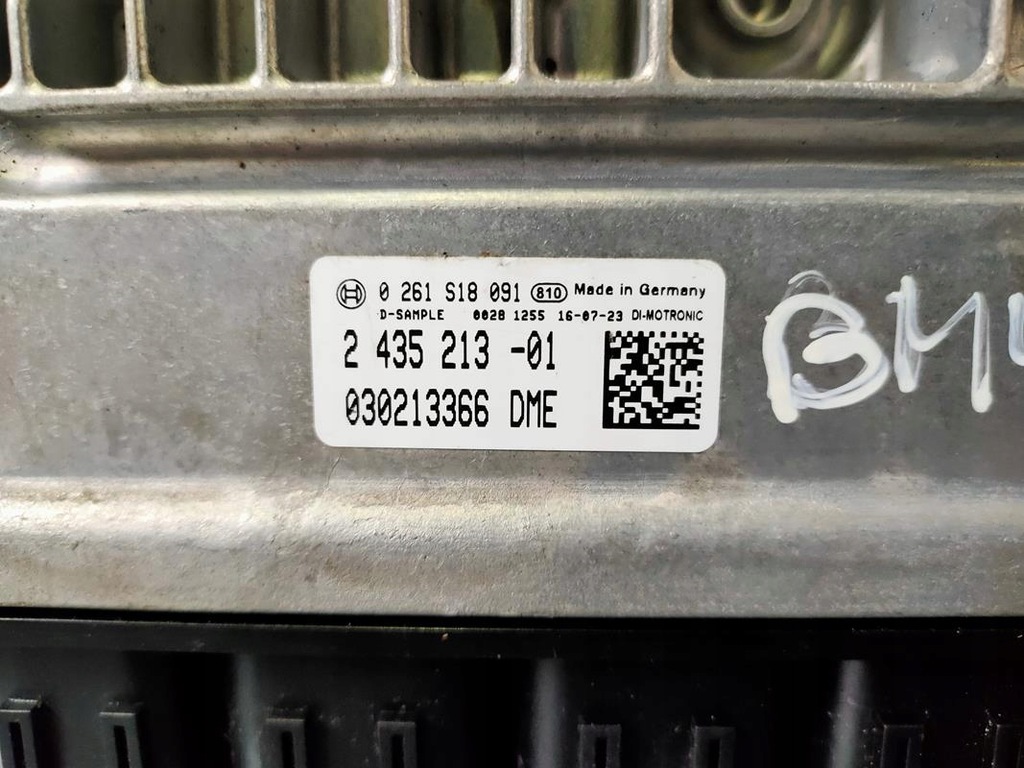 0 261 S18 091 810 Made in Germany
D-SAMPLE 0028 1255 16-07-23 DI-MOTRONIC
2 435 213 -01
030213366 DME
BM